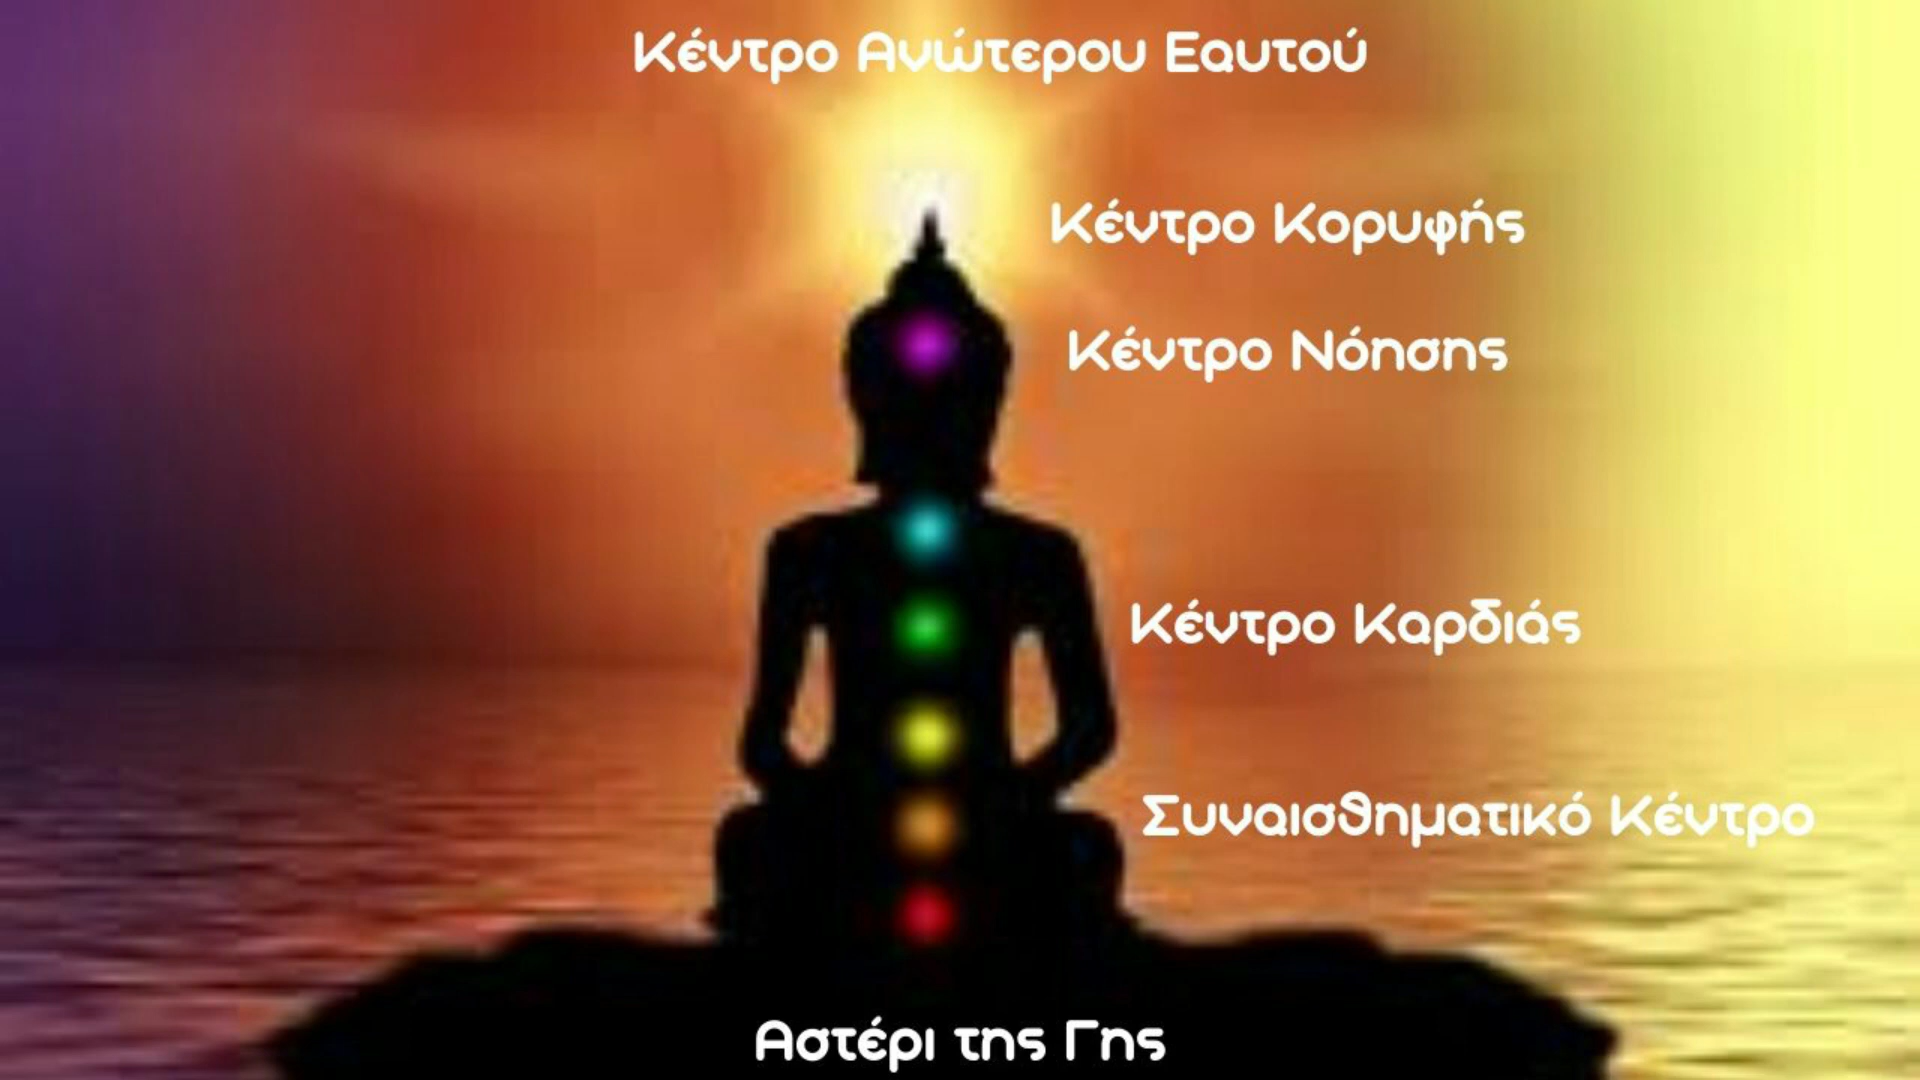 Κέντρο Ανώτερου Εαυτού
Κέντρο Κορυφής
Κέντρο Νόησης
Κέντρο Καρδιάς
Συναισθηματικό Κέντρο
Αστέρι της Γης